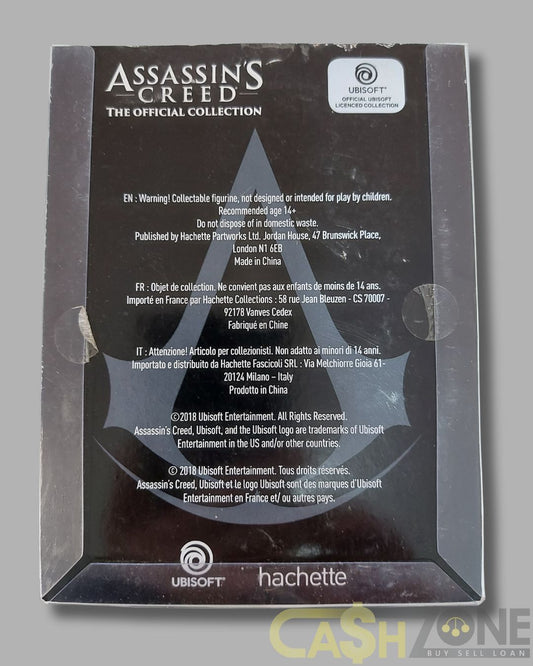 ASSASSIN'S
CREED
THE OFFICIAL COLLECTION
UBISOFT®
OFFICIAL UBISOFT
LICENCED COLLECTION
EN : Warning! Collectable figurine, not designed or intended for play by children.
Recommended age 14+
Do not dispose of in domestic waste.
Published by Hachette Partworks Ltd. Jordan House, 47 Brunswick Place,
London N1 6EB
Made in China
FR : Objet de collection. Ne convient pas aux enfants de moins de 14 ans.
Importé en France par Hachette Collections : 58 rue Jean Bleuzen - CS 70007 -
92178 Vanves Cedex
Fabriqué en Chine
IT : Attenzione! Articolo per collezionisti. Non adatto ai minori di 14 anni.
Importato e distribuito da Hachette Fascicoli SRL : Via Melchiorre Gioia 61-
20124 Milano – Italy
Prodotto in China
©2018 Ubisoft Entertainment. All Rights Reserved.
Assassin's Creed, Ubisoft, and the Ubisoft logo are trademarks of Ubisoft
Entertainment in the US and/or other countries.
© 2018 Ubisoft Entertainment. Tous droits réservés.
Assassin's Creed, Ubisoft et le logo Ubisoft sont des marques d'Ubisoft
Entertainment en France et/ ou autres pays.
UBISOFT®
hachette
CA$HZONE
BUY SELL LOAN